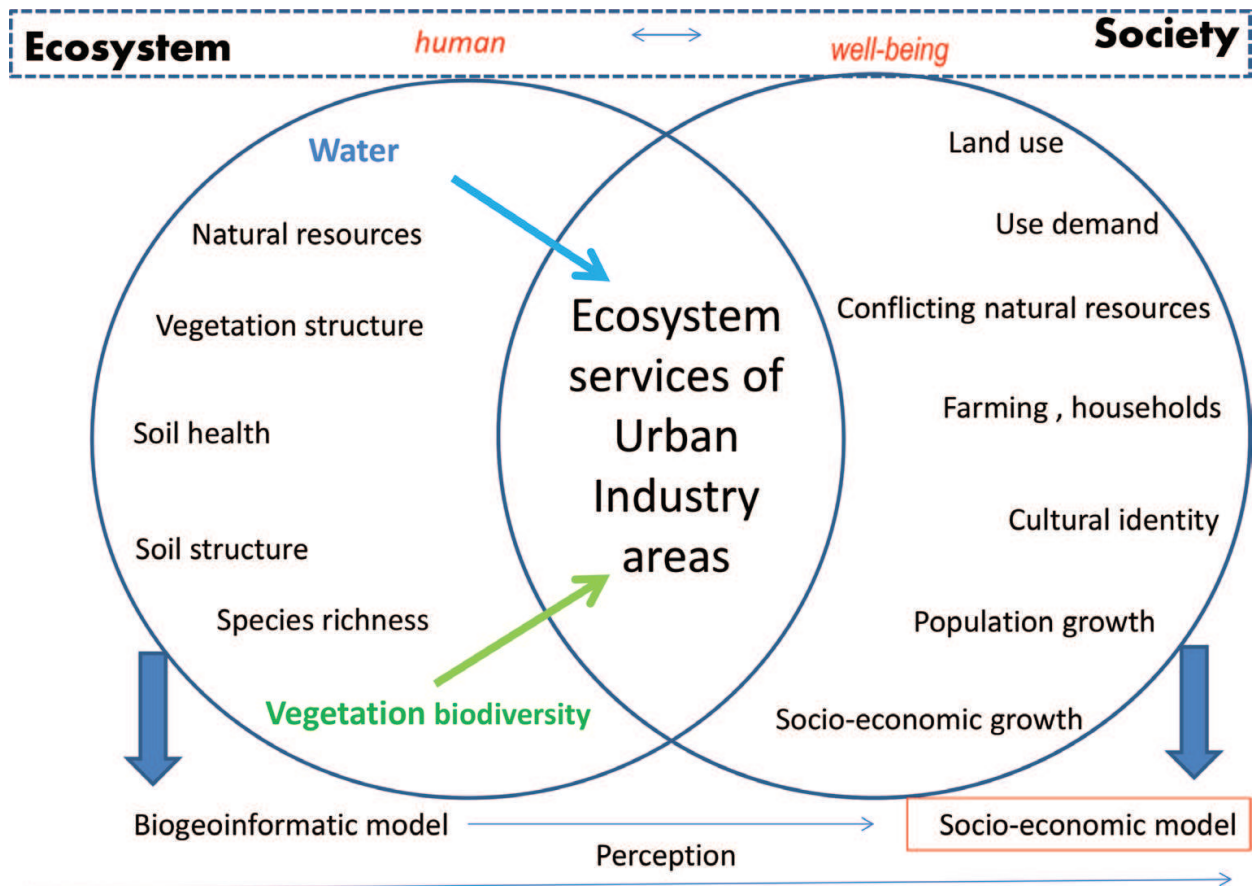 Ecosystem
human
well-being
Society
Water
Natural resources
Vegetation structure
Soil health
Soil structure
Species richness
Vegetation biodiversity
Ecosystem
services of
Urban
Industry
areas
Land use
Use demand
Conflicting natural resources
Farming , households
Cultural identity
Population growth
Socio-economic growth
Biogeoinformatic model
Socio-economic model
Perception